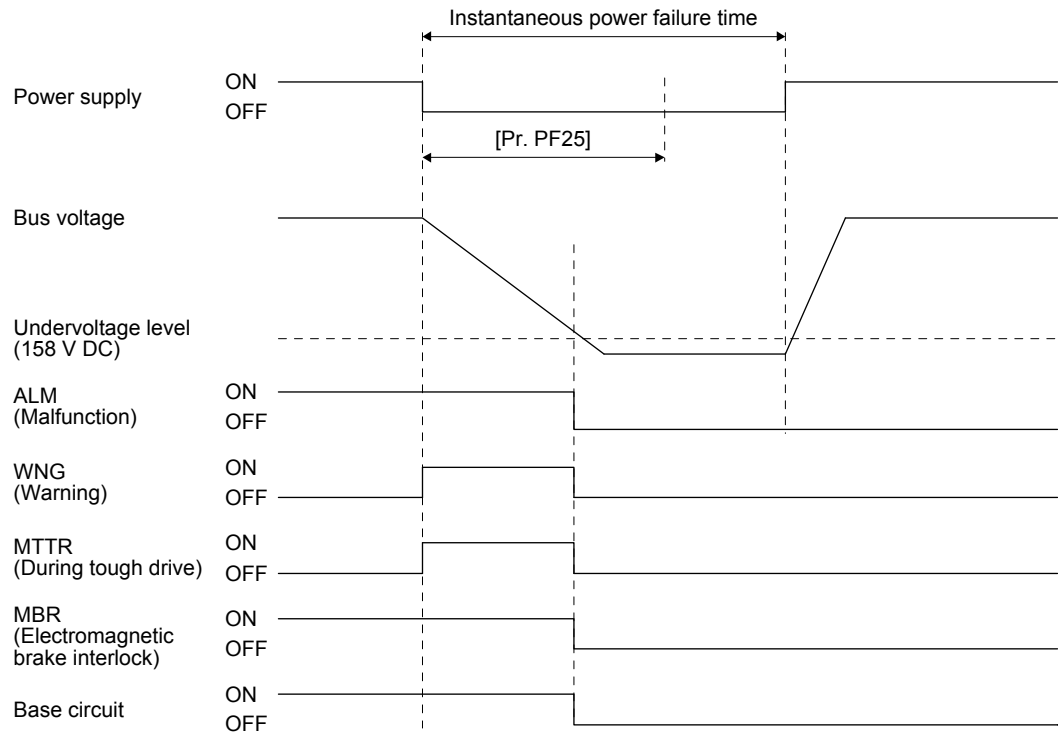 Instantaneous power failure time
Power supply
ON
OFF
[Pr. PF25]
Bus voltage
Undervoltage level
(158 V DC)
ALM
(Malfunction)
ON
OFF
WNG
(Warning)
ON
OFF
MTTR
(During tough drive)
ON
OFF
MBR
(Electromagnetic
brake interlock)
ON
OFF
Base circuit
ON
OFF